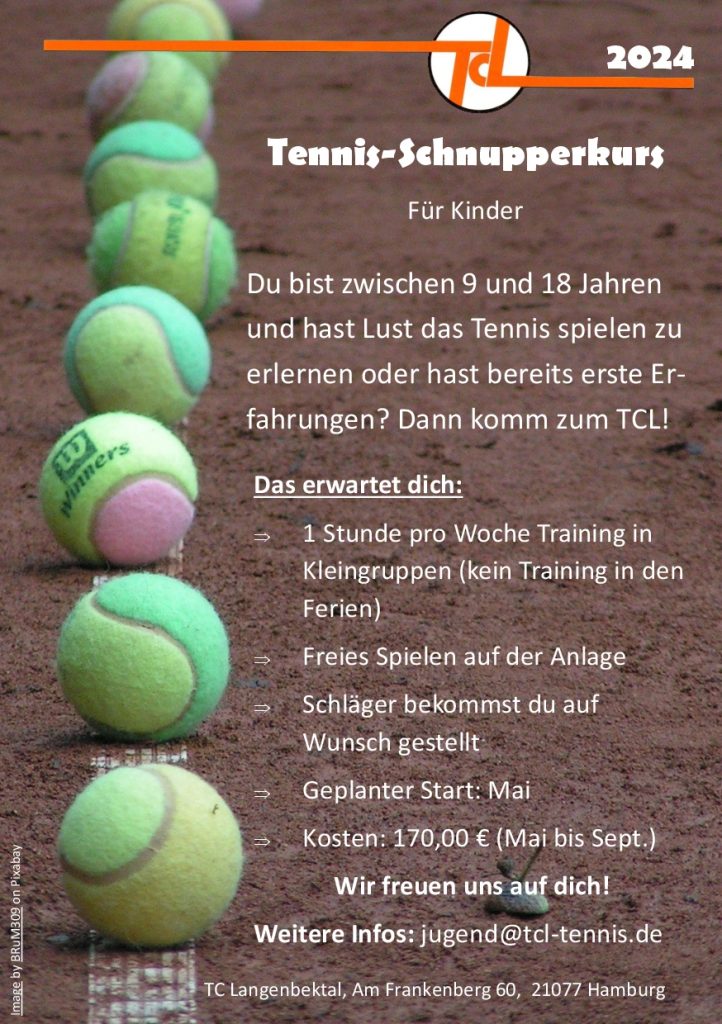 TCL
2024
Tennis-Schnupperkurs
Für Kinder
Du bist zwischen 9 und 18 Jahren
und hast Lust das Tennis spielen zu
erlernen oder hast bereits erste Er-
fahrungen? Dann komm zum TCL!
Das erwartet dich:
⇒ 1 Stunde pro Woche Training in
Kleingruppen (kein Training in den
Ferien)
⇒ Freies Spielen auf der Anlage
⇒ Schläger bekommst du auf
Wunsch gestellt
⇒ Geplanter Start: Mai
⇒ Kosten: 170,00 € (Mai bis Sept.)
Wir freuen uns auf dich!
Weitere Infos: jugend@tcl-tennis.de
TC Langenbektal, Am Frankenberg 60, 21077 Hamburg
Image by BRuM309 on Pixabay
Winners